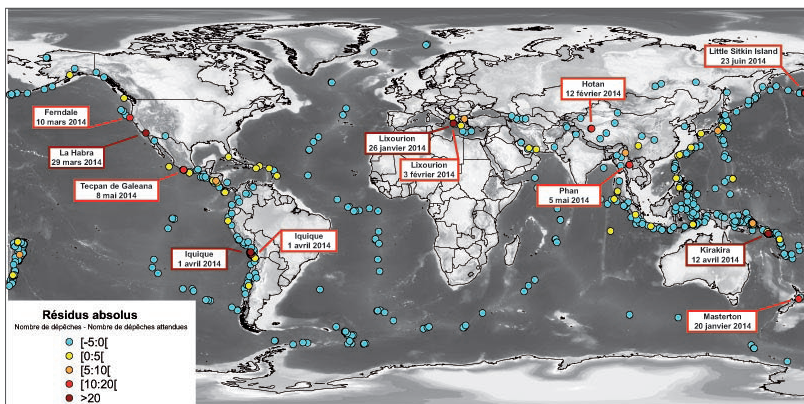 Little Sitkin Island
23 juin 2014
Hotan
12 février 2014
Ferndale
10 mars 2014
La Habra
29 mars 2014
Lixourion
26 janvier 2014
Lixourion
3 février 2014
Tecpan de Galeana
8 mai 2014
Phan
5 mai 2014
Iquique
1 avril 2014
Iquique
1 avril 2014
Kirakira
12 avril 2014
Masterton
20 janvier 2014
Résidus absolus
Nombre de dépêches - Nombre de dépêches attendues
[-5:0[
[0:5[
[5:10[
[10:20[
>20